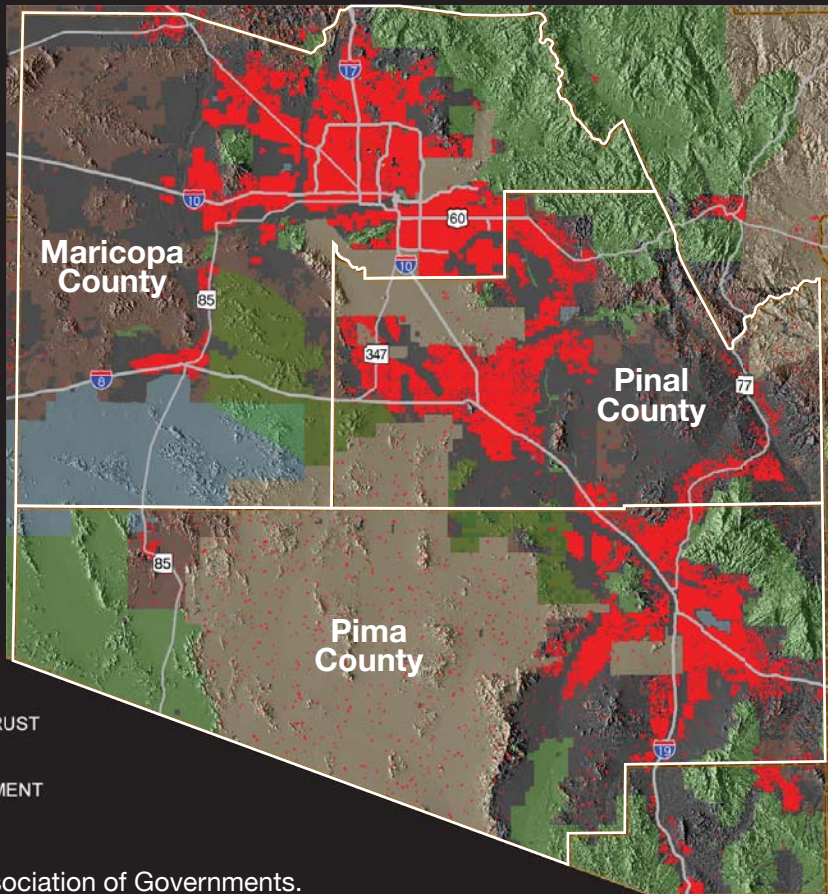 17
10
60
Maricopa
County
10
85
347
8
Pinal
County
77
85
Pima
County
RUST
MENT
19
sociation of Governments.